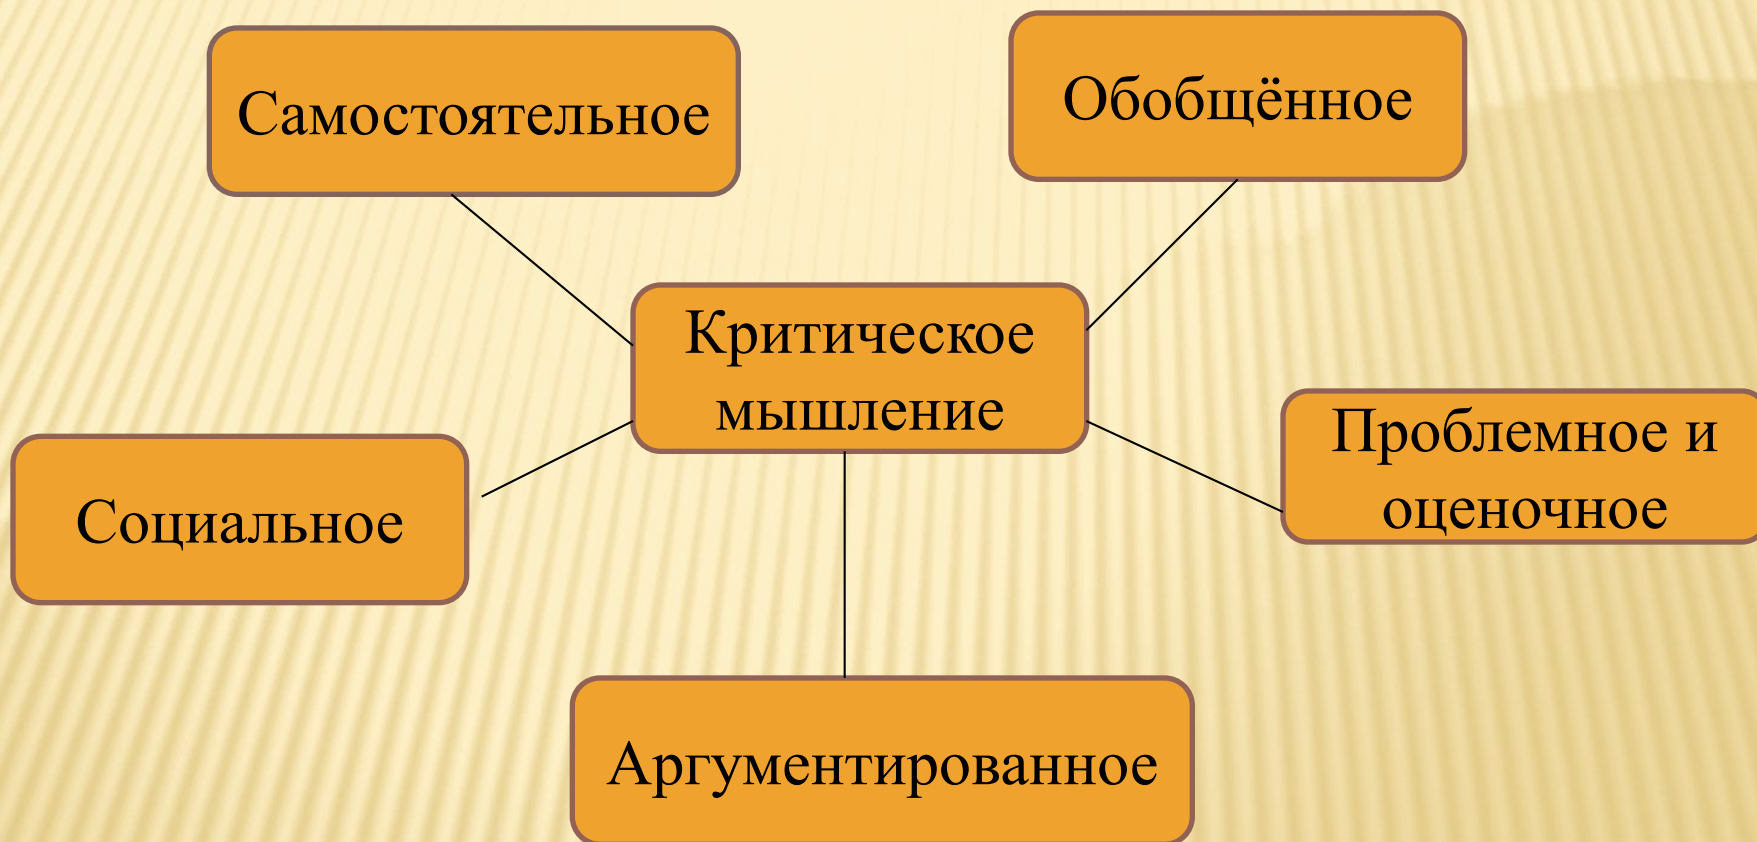 Самостоятельное
Обобщённое
Критическое
мышление
Социальное
Проблемное и
оценочное
Аргументированное